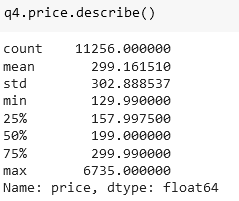 q4.price.describe()
count 11256.000000
mean 299.161510
std 302.888537
min 129.990000
25% 157.997500
50% 199.000000
75% 299.990000
max 6735.000000
Name: price, dtype: float64